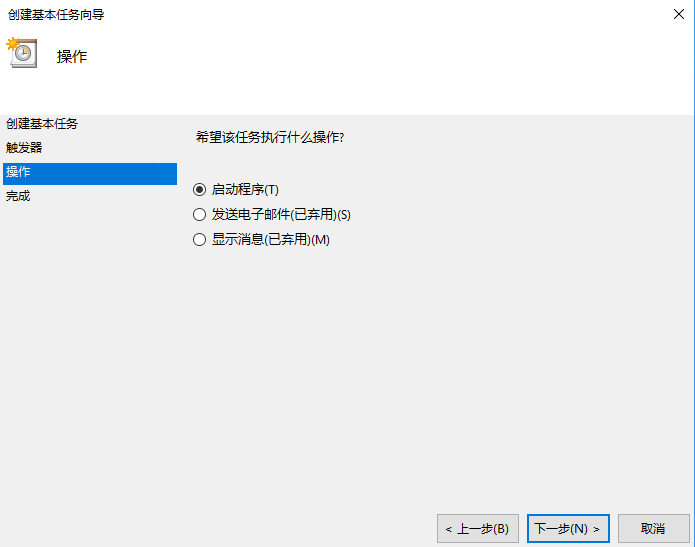 创建基本任务向导
操作
创建基本任务
触发器
操作
完成
希望该任务执行什么操作?
启动程序(T)
发送电子邮件(已弃用)(S)
显示消息(已弃用)(M)
< 上一步(B)
下一步(N) >
取消